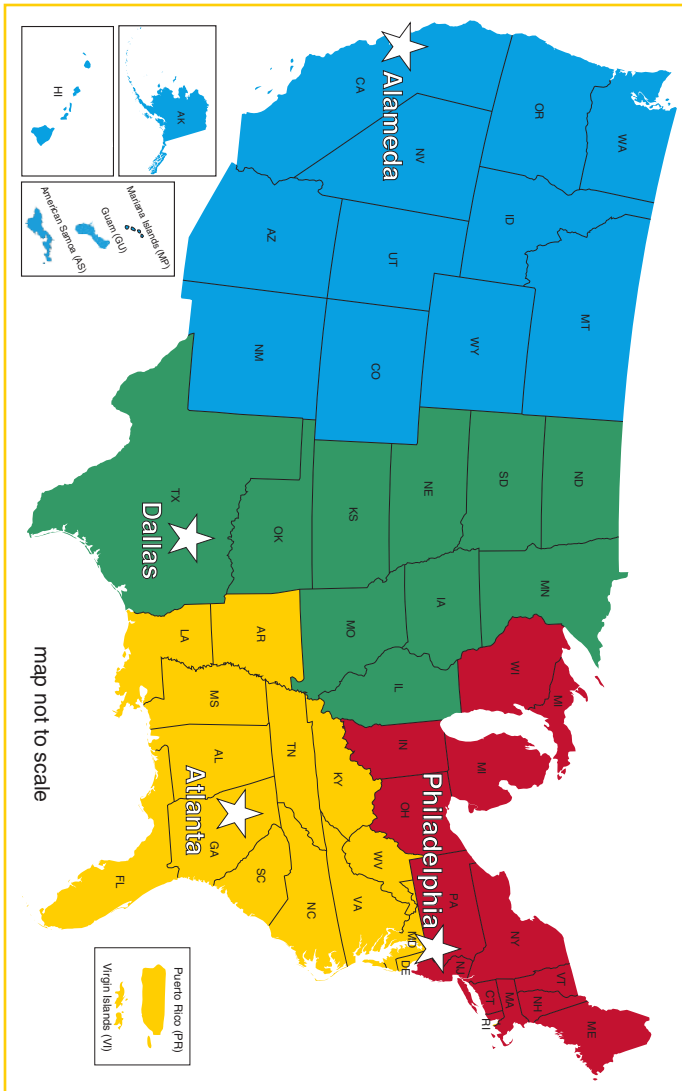 WA
OR
CA
Alameda
NV
ID
MT
WY
UT
AZ
CO
NM
AK
HI
Mariana Islands (MP)
Guam (GU)
American Samoa (AS)
ND
SD
NE
KS
OK
TX
Dallas
MN
IA
MO
IL
WI
MI
MI
IN
OH
Philadelphia
PA
NY
VT
NH
ME
MA
CT
RI
NJ
AR
LA
MS
TN
KY
AL
Atlanta
GA
FL
SC
NC
VA
WV
MD
DE
Puerto Rico (PR)
Virgin Islands (VI)
map not to scale